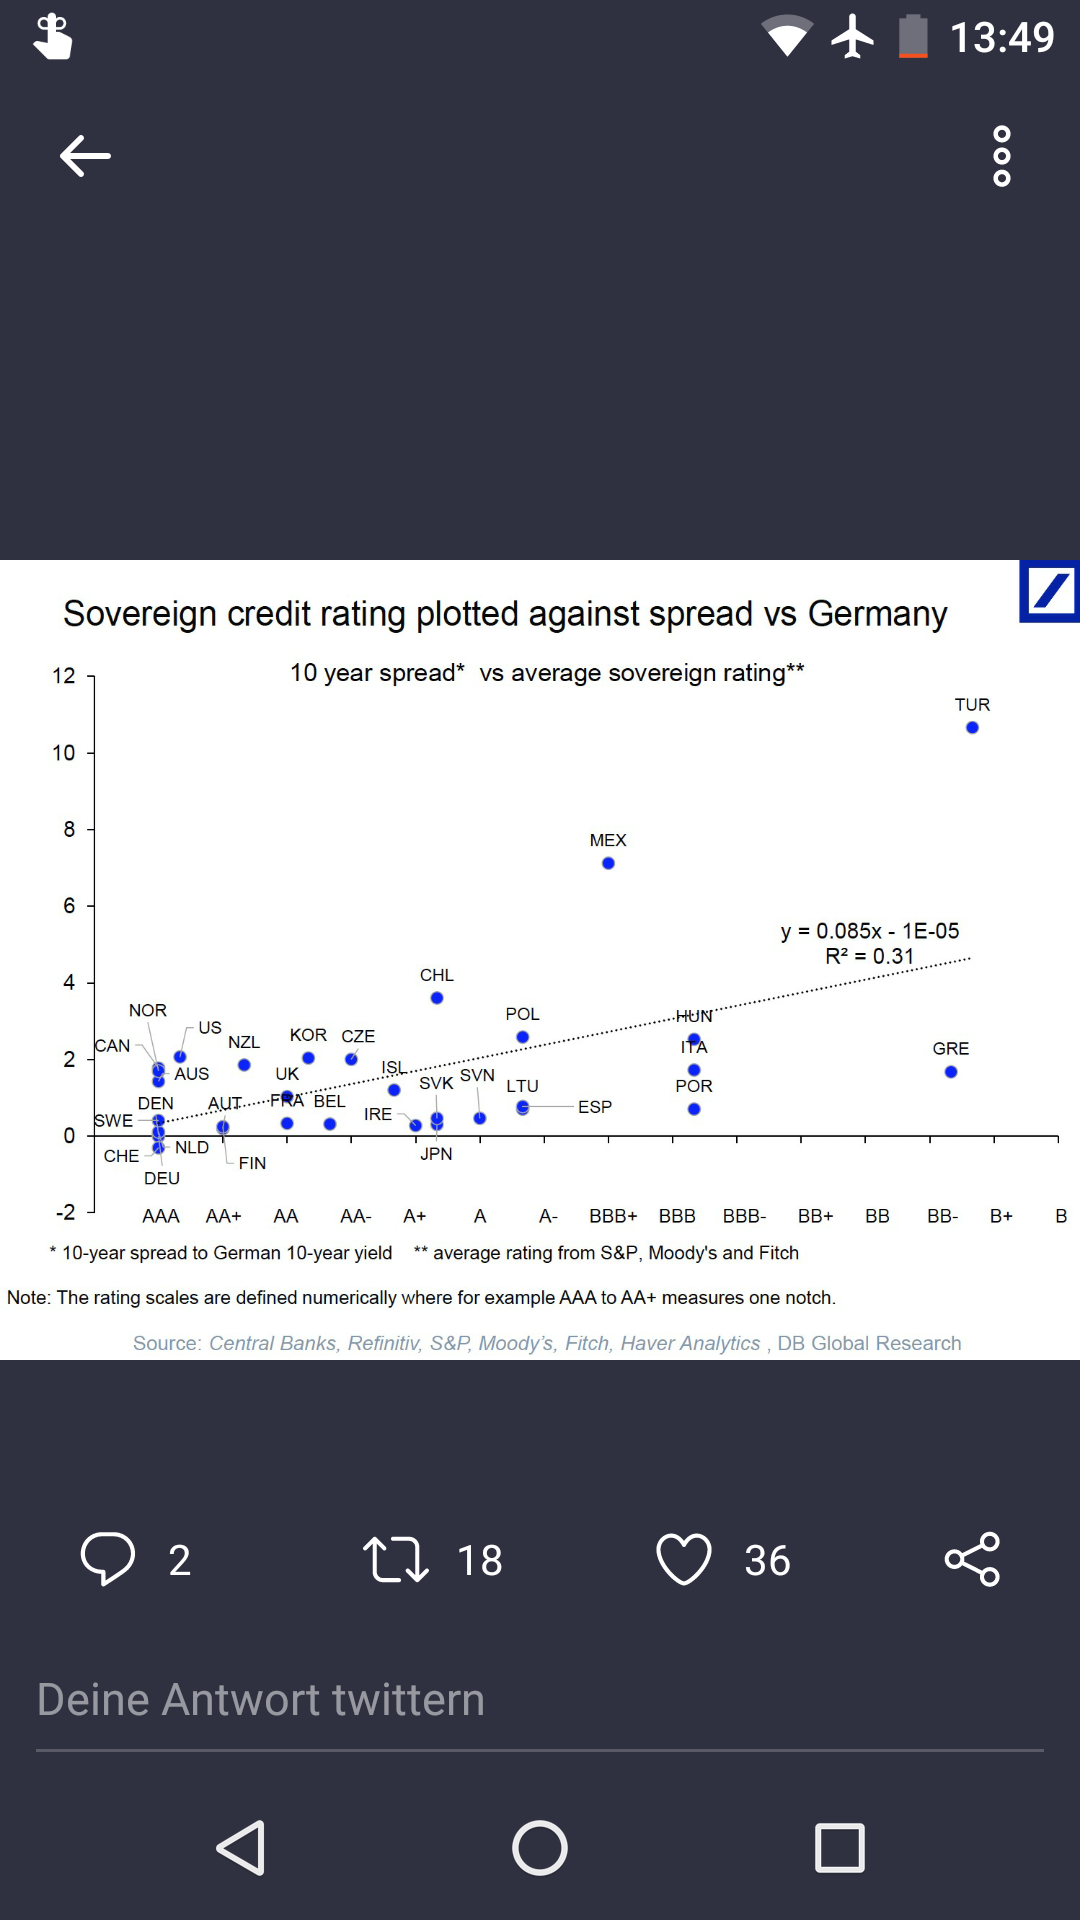 13:49
Sovereign credit rating plotted against spread vs Germany
10 year spread* vs average sovereign rating**
12
10
8
6
4
2
0
-2
TUR
MEX
y = 0.085x - 1E-05
R² = 0.31
CHL
NOR
US
CAN
NZL
KOR
CZE
POL
HUN
AUS
UK
ISL
SVK
SVN
ITA
GRE
DEN
AUT
FRA
BEL
LTU
POR
SWE
IRE
ESP
CHE
NLD
FIN
JPN
DEU
AAA AA+ AA AA- A+ A A- BBB+ BBB BBB- BB+ BB BB- B+ B
* 10-year spread to German 10-year yield ** average rating from S&P, Moody's and Fitch
Note: The rating scales are defined numerically where for example AAA to AA+ measures one notch.
Source: Central Banks, Refinitiv, S&P, Moody's, Fitch, Haver Analytics , DB Global Research
2 18 36
Deine Antwort twittern